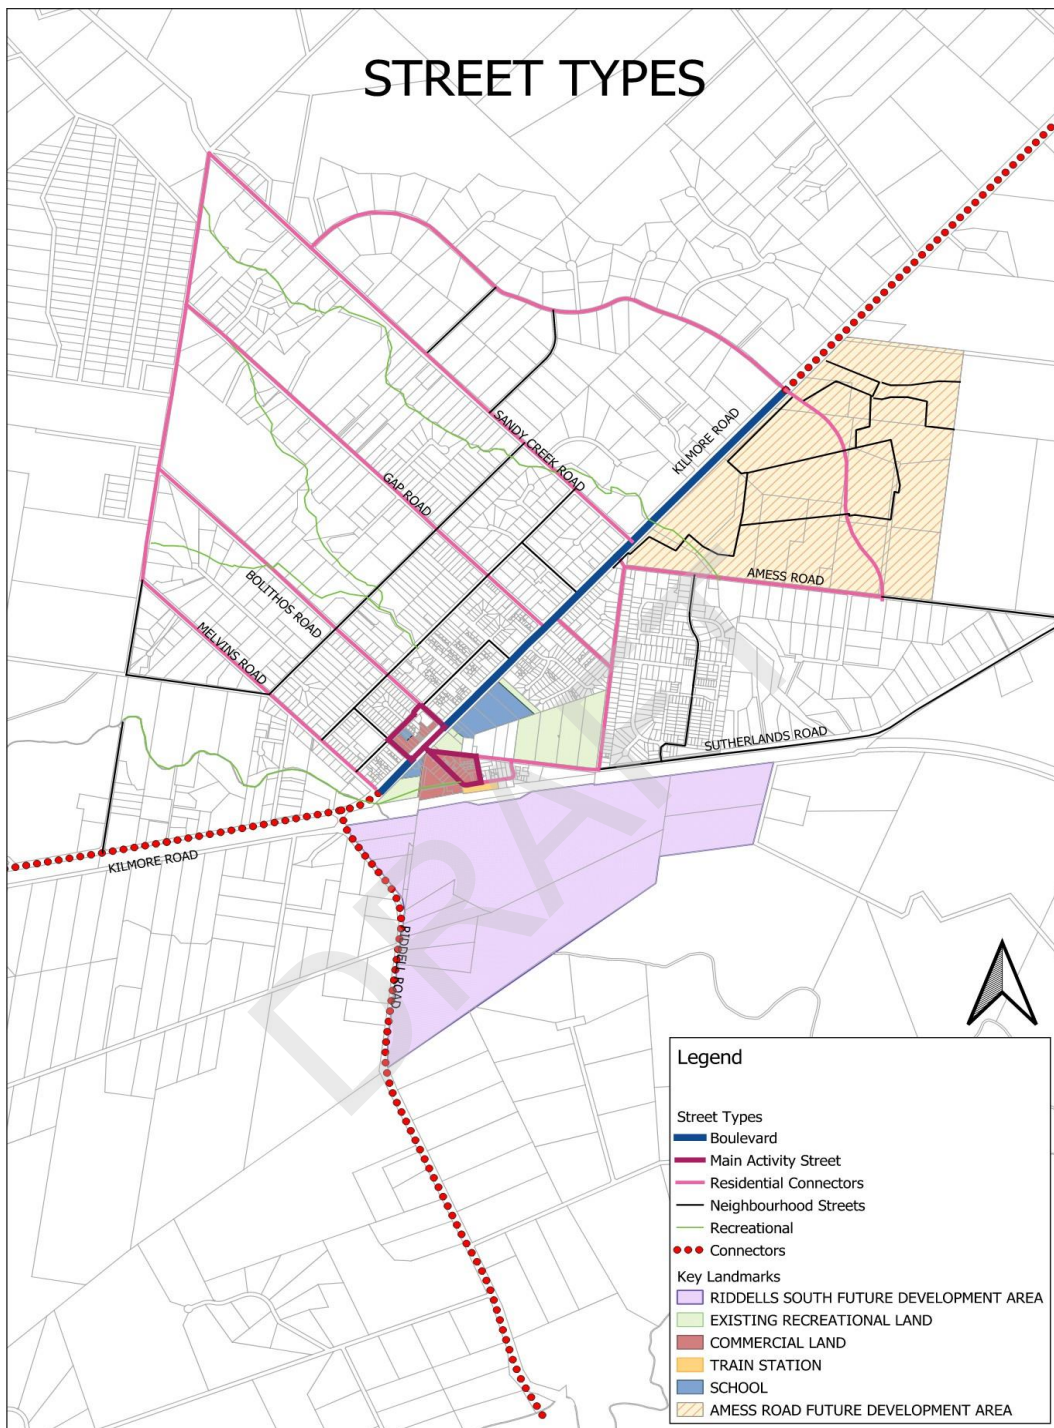 STREET TYPES
SANDY CREEK ROAD
KILMORE ROAD
GAP ROAD
AMESS ROAD
BOLITHOS ROAD
MELVINS ROAD
SUTHERLANDS ROAD
KILMORE ROAD
RIDDELL ROAD
DRAFT
Legend
Street Types
Boulevard
Main Activity Street
Residential Connectors
Neighbourhood Streets
Recreational
Connectors
Key Landmarks
RIDDELLS SOUTH FUTURE DEVELOPMENT AREA
EXISTING RECREATIONAL LAND
COMMERCIAL LAND
TRAIN STATION
SCHOOL
AMESS ROAD FUTURE DEVELOPMENT AREA